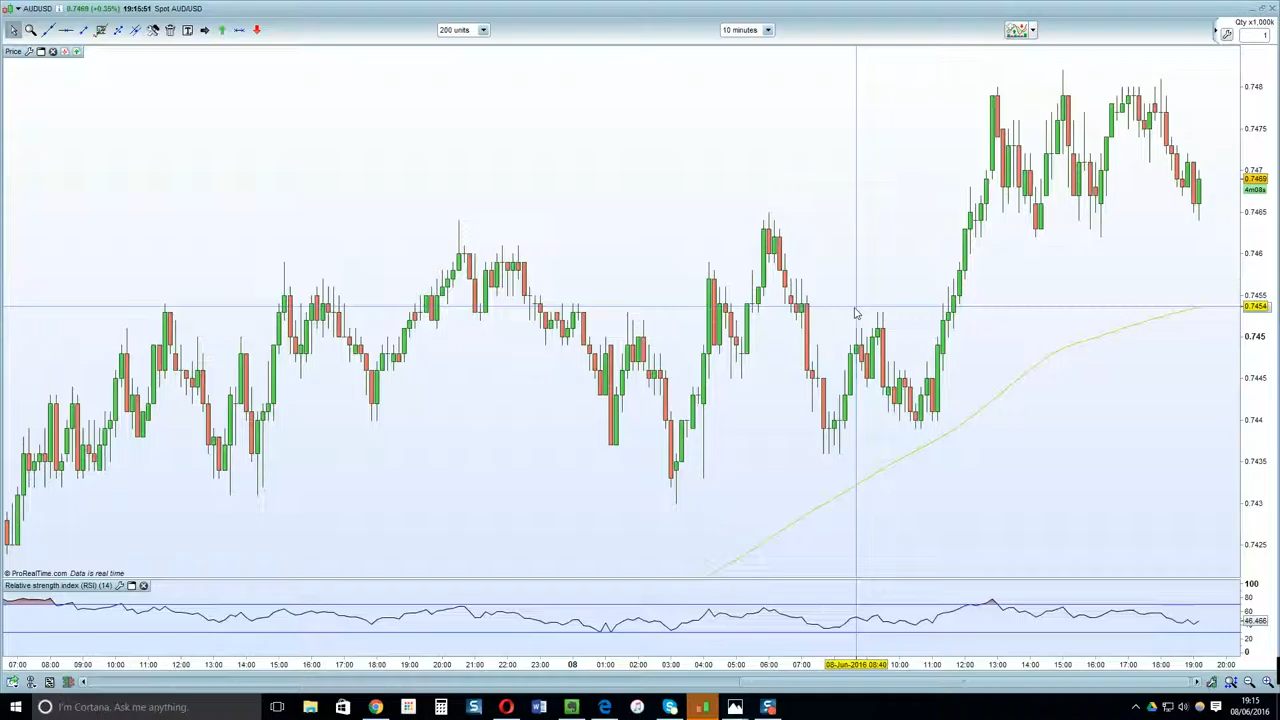 AUDUSD 0.7469 (+0.35%) 19:15:51 Spot AUD/USD
Qty x1,000k
200 units
10 minutes
1
Price
0.748
0.7475
0.747
0.7469
4m08s
0.7465
0.746
0.7455
0.7454
0.745
0.7445
0.744
0.7435
0.743
0.7425
© ProRealTime.com Data is real time
Relative strength index (RSI) (14)
100
80
60
46.466
20
0
07:00 08:00 09:00 10:00 11:00 12:00 13:00 14:00 15:00 16:00 17:00 18:00 19:00 20:00 21:00 22:00 23:00 08 01:00 02:00 03:00 04:00 05:00 06:00 07:00 08-Jun-2016 08:40 10:00 11:00 12:00 13:00 14:00 15:00 16:00 17:00 18:00 19:00 20:00
I'm Cortana. Ask me anything.
19:15
08/06/2016